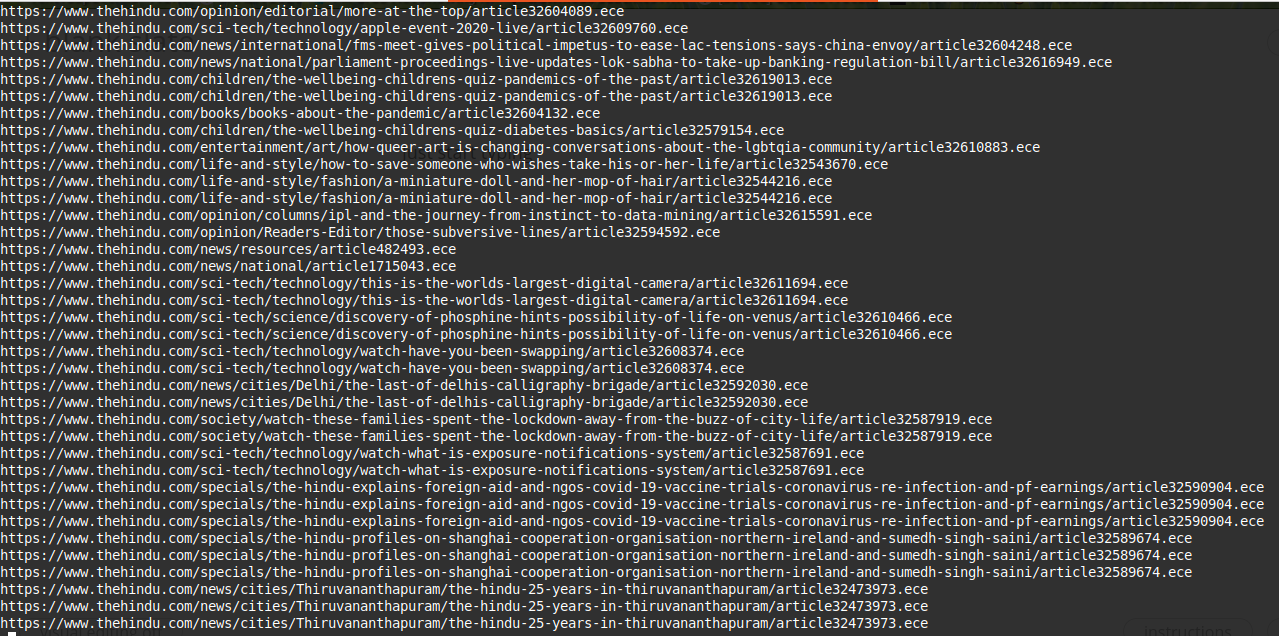 https://www.thehindu.com/opinion/editorial/more-at-the-top/article32604089.ece
https://www.thehindu.com/sci-tech/technology/apple-event-2020-live/article32609760.ece
https://www.thehindu.com/news/international/fms-meet-gives-political-impetus-to-ease-lac-tensions-says-china-envoy/article32604248.ece
https://www.thehindu.com/news/national/parliament-proceedings-live-updates-lok-sabha-to-take-up-banking-regulation-bill/article32616949.ece
https://www.thehindu.com/children/the-wellbeing-childrens-quiz-pandemics-of-the-past/article32619013.ece
https://www.thehindu.com/children/the-wellbeing-childrens-quiz-pandemics-of-the-past/article32619013.ece
https://www.thehindu.com/books/books-about-the-pandemic/article32604132.ece
https://www.thehindu.com/children/the-wellbeing-childrens-quiz-diabetes-basics/article32579154.ece
https://www.thehindu.com/entertainment/art/how-queer-art-is-changing-conversations-about-the-lgbtqia-community/article32610883.ece
https://www.thehindu.com/life-and-style/how-to-save-someone-who-wishes-take-his-or-her-life/article32543670.ece
https://www.thehindu.com/life-and-style/fashion/a-miniature-doll-and-her-mop-of-hair/article32544216.ece
https://www.thehindu.com/life-and-style/fashion/a-miniature-doll-and-her-mop-of-hair/article32544216.ece
https://www.thehindu.com/opinion/columns/ipl-and-the-journey-from-instinct-to-data-mining/article32615591.ece
https://www.thehindu.com/opinion/Readers-Editor/those-subversive-lines/article32594592.ece
https://www.thehindu.com/news/resources/article482493.ece
https://www.thehindu.com/news/national/article1715043.ece
https://www.thehindu.com/sci-tech/technology/this-is-the-worlds-largest-digital-camera/article32611694.ece
https://www.thehindu.com/sci-tech/technology/this-is-the-worlds-largest-digital-camera/article32611694.ece
https://www.thehindu.com/sci-tech/science/discovery-of-phosphine-hints-possibility-of-life-on-venus/article32610466.ece
https://www.thehindu.com/sci-tech/science/discovery-of-phosphine-hints-possibility-of-life-on-venus/article32610466.ece
https://www.thehindu.com/sci-tech/technology/watch-have-you-been-swapping/article32608374.ece
https://www.thehindu.com/sci-tech/technology/watch-have-you-been-swapping/article32608374.ece
https://www.thehindu.com/news/cities/Delhi/the-last-of-delhis-calligraphy-brigade/article32592030.ece
https://www.thehindu.com/news/cities/Delhi/the-last-of-delhis-calligraphy-brigade/article32592030.ece
https://www.thehindu.com/society/watch-these-families-spent-the-lockdown-away-from-the-buzz-of-city-life/article32587919.ece
https://www.thehindu.com/society/watch-these-families-spent-the-lockdown-away-from-the-buzz-of-city-life/article32587919.ece
https://www.thehindu.com/sci-tech/technology/watch-what-is-exposure-notifications-system/article32587691.ece
https://www.thehindu.com/sci-tech/technology/watch-what-is-exposure-notifications-system/article32587691.ece
https://www.thehindu.com/specials/the-hindu-explains-foreign-aid-and-ngos-covid-19-vaccine-trials-coronavirus-re-infection-and-pf-earnings/article32590904.ece
https://www.thehindu.com/specials/the-hindu-explains-foreign-aid-and-ngos-covid-19-vaccine-trials-coronavirus-re-infection-and-pf-earnings/article32590904.ece
https://www.thehindu.com/specials/the-hindu-explains-foreign-aid-and-ngos-covid-19-vaccine-trials-coronavirus-re-infection-and-pf-earnings/article32590904.ece
https://www.thehindu.com/specials/the-hindu-profiles-on-shanghai-cooperation-organisation-northern-ireland-and-sumedh-singh-saini/article32589674.ece
https://www.thehindu.com/specials/the-hindu-profiles-on-shanghai-cooperation-organisation-northern-ireland-and-sumedh-singh-saini/article32589674.ece
https://www.thehindu.com/specials/the-hindu-profiles-on-shanghai-cooperation-organisation-northern-ireland-and-sumedh-singh-saini/article32589674.ece
https://www.thehindu.com/news/cities/Thiruvananthapuram/the-hindu-25-years-in-thiruvananthapuram/article32473973.ece
https://www.thehindu.com/news/cities/Thiruvananthapuram/the-hindu-25-years-in-thiruvananthapuram/article32473973.ece
https://www.thehindu.com/news/cities/Thiruvananthapuram/the-hindu-25-years-in-thiruvananthapuram/article32473973.ece
instructions